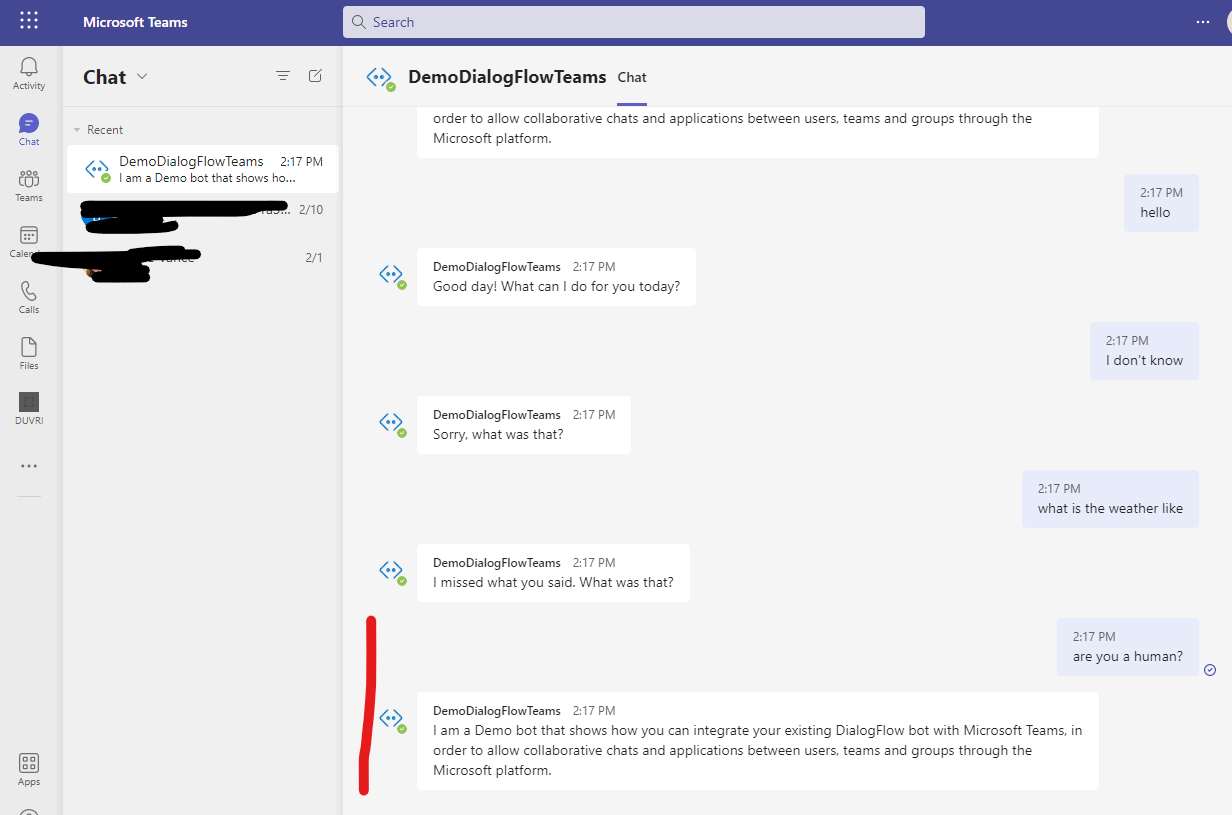 Microsoft Teams
Search
Activity
Chat
Teams
Calls
Files
DUVRI
Apps
Chat
Recent
DemoDialogFlowTeams 2:17 PM
I am a Demo bot that shows ho...
2/10
2/1
DemoDialogFlowTeams Chat
order to allow collaborative chats and applications between users, teams and groups through the
Microsoft platform.
2:17 PM
hello
DemoDialogFlowTeams 2:17 PM
Good day! What can I do for you today?
2:17 PM
I don't know
DemoDialogFlowTeams 2:17 PM
Sorry, what was that?
2:17 PM
what is the weather like
DemoDialogFlowTeams 2:17 PM
I missed what you said. What was that?
2:17 PM
are you a human?
DemoDialogFlowTeams 2:17 PM
I am a Demo bot that shows how you can integrate your existing DialogFlow bot with Microsoft Teams, in
order to allow collaborative chats and applications between users, teams and groups through the
Microsoft platform.